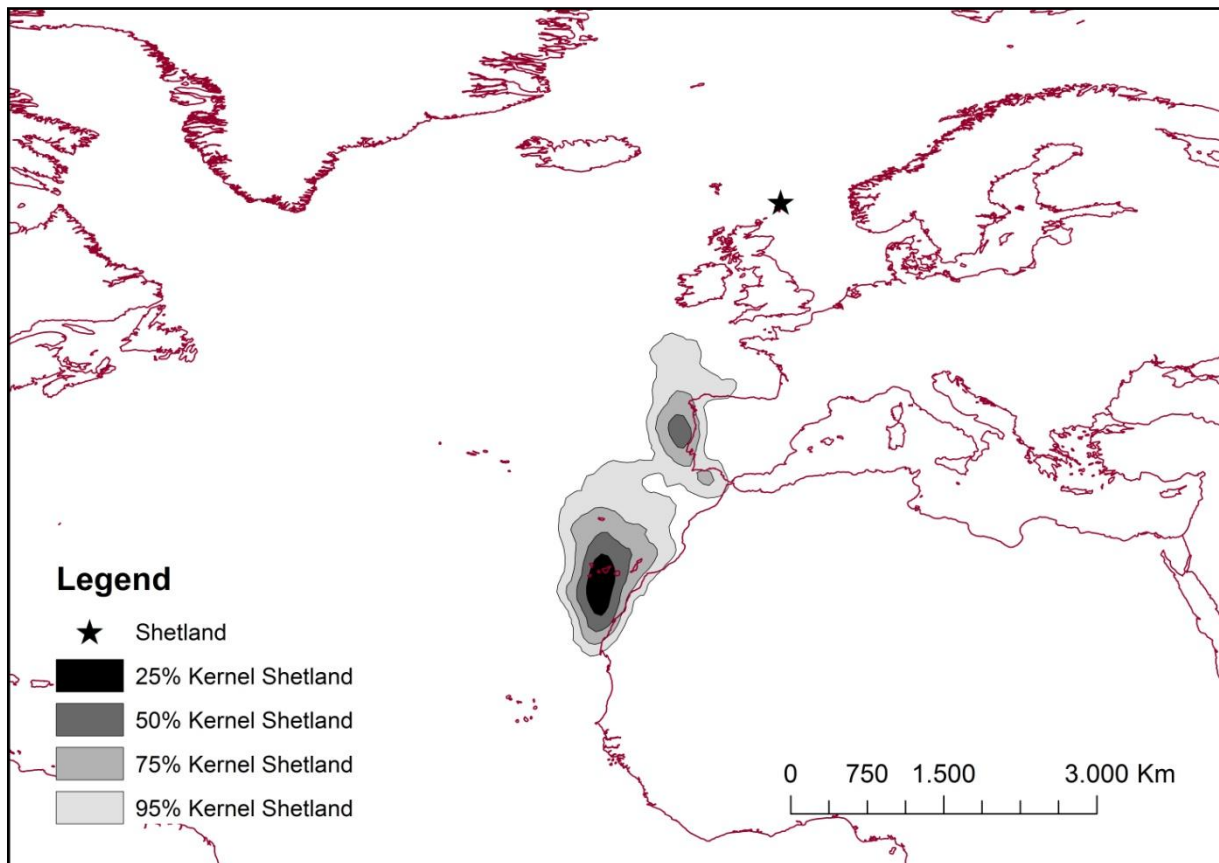 Legend
Shetland
25% Kernel Shetland
50% Kernel Shetland
75% Kernel Shetland
95% Kernel Shetland
0 750 1.500 3.000 Km